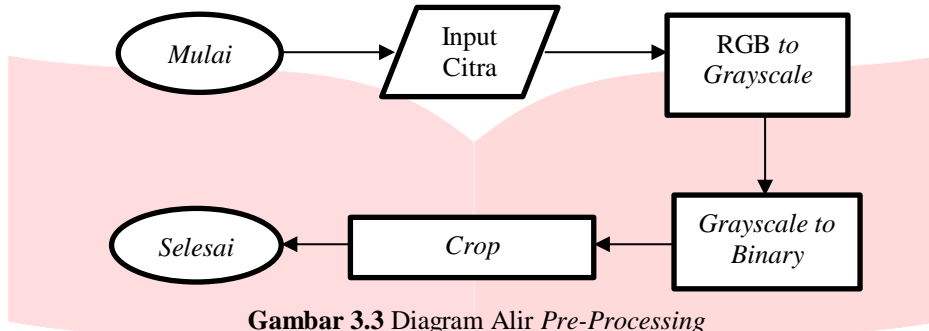 Mulai
Input
Citra
RGB to
Grayscale
Grayscale to
Binary
Crop
Selesai
Gambar 3.3 Diagram Alir Pre-Processing